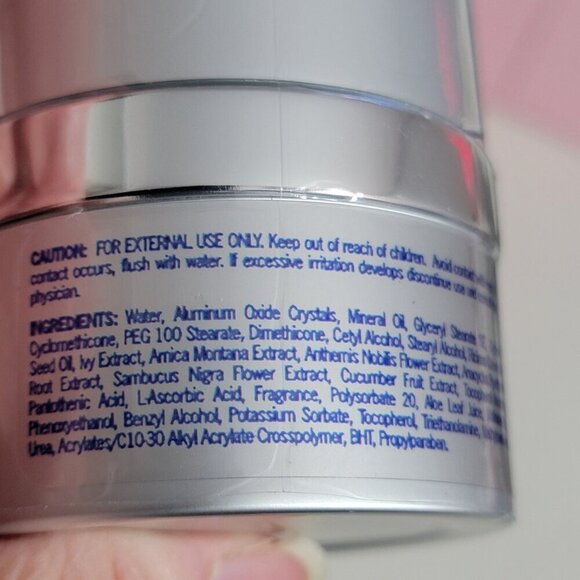 CAUTION: FOR EXTERNAL USE ONLY. Keep out of reach of children. Avoid contact
contact occurs, flush with water. If excessive irritation develops discontinue use and
physician.
INGREDIENTS: Water, Aluminum Oxide Crystals, Mineral Oil, Glyceryl Stearate
Cyclomethicone, PEG 100 Stearate, Dimethicone, Cetyl Alcohol, Stearyl Alcohol,
Seed Oil, Ivy Extract, Arnica Montana Extract, Anthemis Nobilis Flower Extract,
Root Extract, Sambucus Nigra Flower Extract, Cucumber Fruit Extract,
Pantothenic Acid, L-Ascorbic Acid, Fragrance, Polysorbate 20, Aloe Leaf Juice,
Phenoxyethanol, Benzyl Alcohol, Potassium Sorbate, Tocopherol, Triethanolamine,
Urea, Acrylates/C10-30 Alkyl Acrylate Crosspolymer, BHT, Propylparaben.